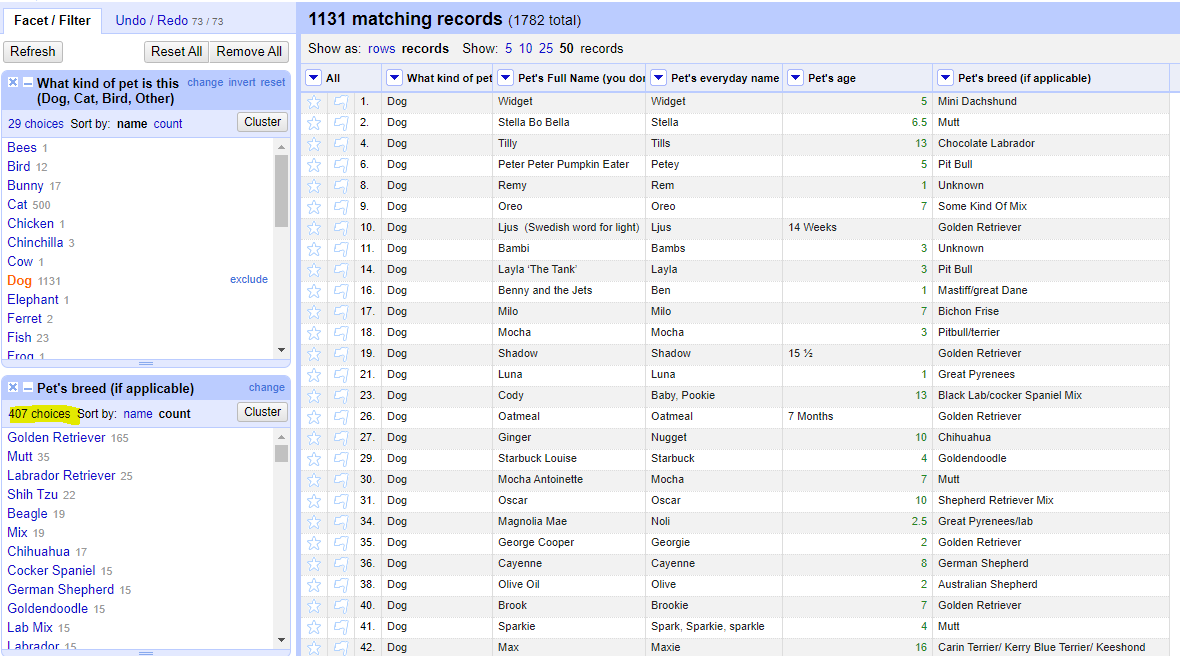 Facet / Filter Undo / Redo 73 / 73
Refresh Reset All Remove All
What kind of pet is this (Dog, Cat, Bird, Other) change invert reset
29 choices Sort by: name count Cluster
Bees 1
Bird 12
Bunny 17
Cat 500
Chicken 1
Chinchilla 3
Cow 1
Dog 1131 exclude
Elephant 1
Ferret 2
Fish 23
Frog 1
Pet's breed (if applicable) change
407 choices Sort by: name count Cluster
Golden Retriever 165
Mutt 35
Labrador Retriever 25
Shih Tzu 22
Beagle 19
Mix 19
Chihuahua 17
Cocker Spaniel 15
German Shepherd 15
Goldendoodle 15
Lab Mix 15
Labrador 15
1131 matching records (1782 total)
Show as: rows records Show: 5 10 25 50 records
All What kind of pet Pet's Full Name (you don Pet's everyday name Pet's age Pet's breed (if applicable)
1. Dog Widget Widget 5 Mini Dachshund
2. Dog Stella Bo Bella Stella 6.5 Mutt
4. Dog Tilly Tills 13 Chocolate Labrador
6. Dog Peter Peter Pumpkin Eater Petey 5 Pit Bull
8. Dog Remy Rem 1 Unknown
9. Dog Oreo Oreo 7 Some Kind Of Mix
10. Dog Ljus (Swedish word for light) Ljus 14 Weeks Golden Retriever
11. Dog Bambi Bambs 3 Unknown
14. Dog Layla ‘The Tank’ Layla 3 Pit Bull
16. Dog Benny and the Jets Ben 1 Mastiff/great Dane
17. Dog Milo Milo 7 Bichon Frise
18. Dog Mocha Mocha 3 Pitbull/terrier
19. Dog Shadow Shadow 15 ½ Golden Retriever
21. Dog Luna Luna 1 Great Pyrenees
23. Dog Cody Baby, Pookie 13 Black Lab/cocker Spaniel Mix
26. Dog Oatmeal Oatmeal 7 Months Golden Retriever
27. Dog Ginger Nugget 10 Chihuahua
29. Dog Starbuck Louise Starbuck 4 Goldendoodle
30. Dog Mocha Antoinette Mocha 7 Mutt
31. Dog Oscar Oscar 10 Shepherd Retriever Mix
34. Dog Magnolia Mae Noli 2.5 Great Pyrenees/lab
35. Dog George Cooper Georgie 2 Golden Retriever
36. Dog Cayenne Cayenne 8 German Shepherd
38. Dog Olive Oil Olive 2 Australian Shepherd
40. Dog Brook Brookie 7 Golden Retriever
41. Dog Sparkie Spark, Sparkie, sparkle 4 Mutt
42. Dog Max Maxie 16 Carin Terrier/ Kerry Blue Terrier/ Keeshond